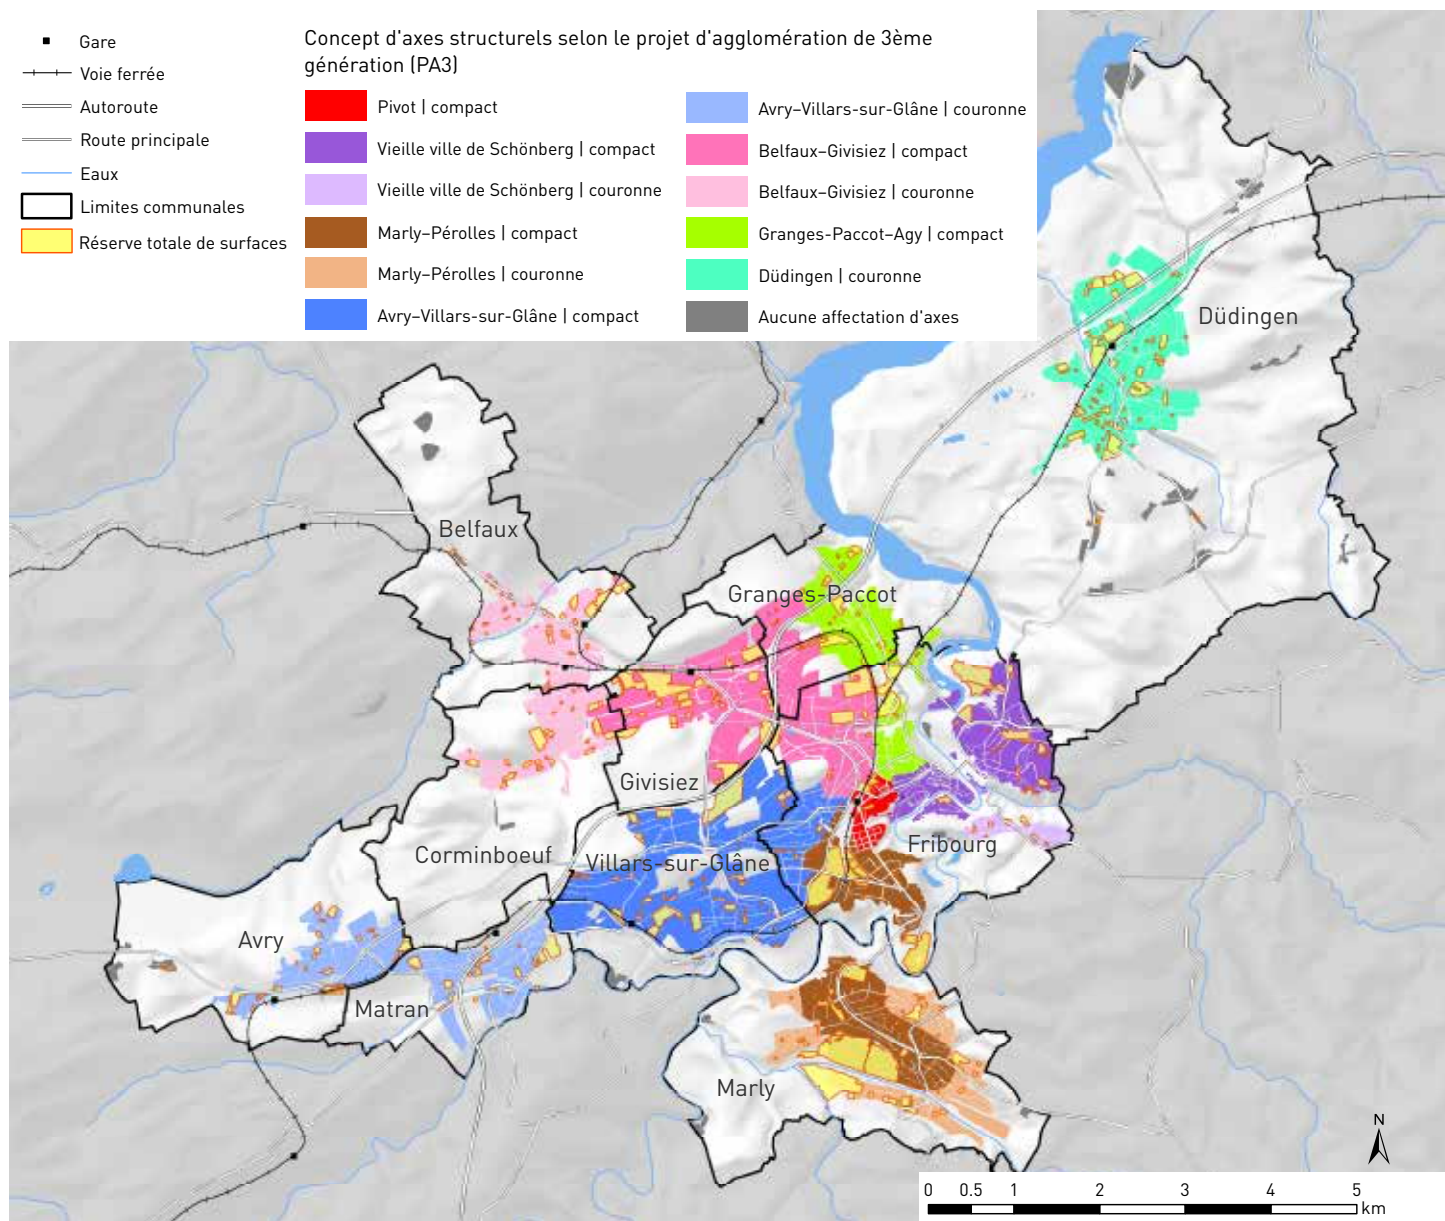 Gare
Voie ferrée
Autoroute
Route principale
Eaux
Limites communales
Réserve totale de surfaces
Concept d'axes structurels selon le projet d'agglomération de 3ème
génération (PA3)
Pivot | compact
Vieille ville de Schönberg | compact
Vieille ville de Schönberg | couronne
Marly–Pérolles | compact
Marly–Pérolles | couronne
Avry–Villars-sur-Glâne | compact
Avry–Villars-sur-Glâne | couronne
Belfaux–Givisiez | compact
Belfaux–Givisiez | couronne
Granges-Paccot–Agy | compact
Düdingen | couronne
Aucune affectation d'axes
Düdingen
Belfaux
Granges-Paccot
Givisiez
Corminboeuf
Villars-sur-Glâne
Fribourg
Avry
Matran
Marly
N
0 0.5 1 2 3 4 5
km